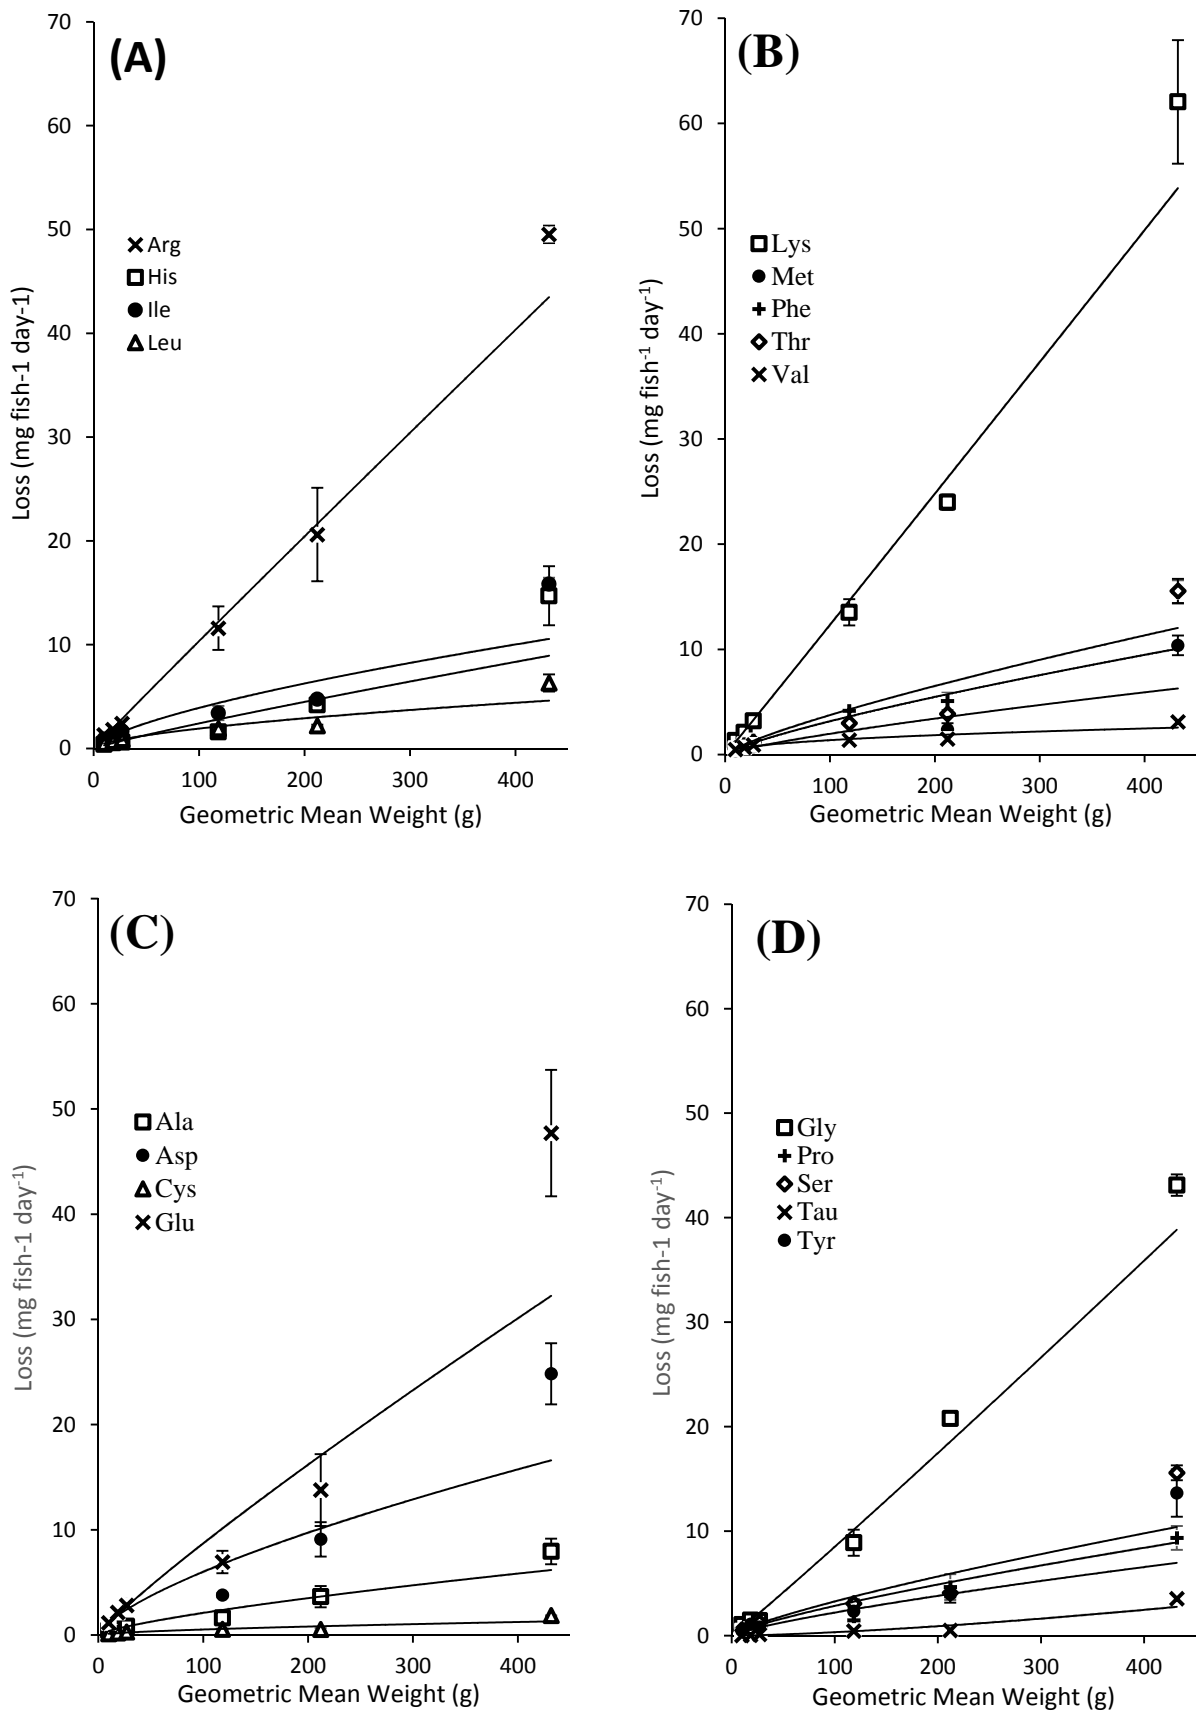 (A)
70
60
50
40
30
20
10
0
Loss (mg fish-1 day-1)
Arg
His
Ile
Leu
0 100 200 300 400
Geometric Mean Weight (g)
(B)
70
60
50
40
30
20
10
0
Loss (mg fish⁻¹ day⁻¹)
Lys
Met
Phe
Thr
Val
0 100 200 300 400
Geometric Mean Weight (g)
(C)
70
60
50
40
30
20
10
0
Loss (mg fish-1 day⁻¹)
Ala
Asp
Cys
Glu
0 100 200 300 400
Geometric Mean Weight (g)
(D)
70
60
50
40
30
20
10
0
Loss (mg fish-1 day⁻¹)
Gly
Pro
Ser
Tau
Tyr
0 100 200 300 400
Geometric Mean Weight (g)